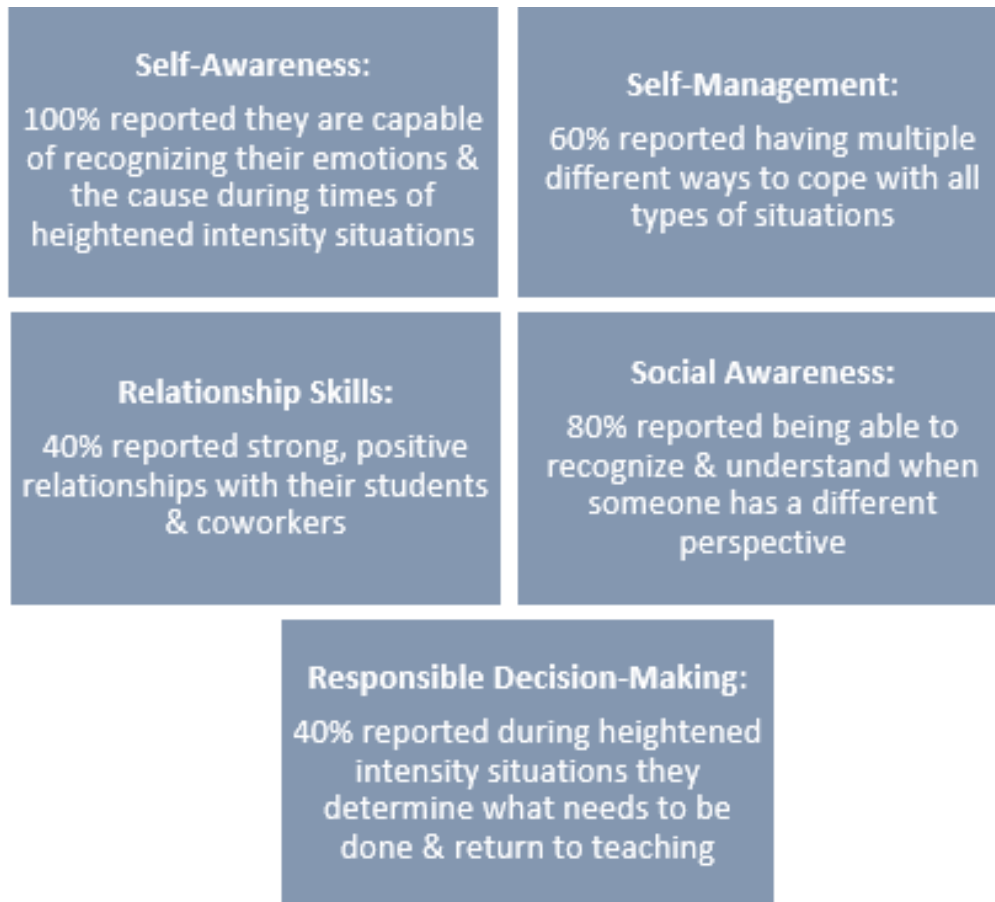 Self-Awareness:
100% reported they are capable
of recognizing their emotions &
the cause during times of
heightened intensity situations
Self-Management:
60% reported having multiple
different ways to cope with all
types of situations
Relationship Skills:
40% reported strong, positive
relationships with their students
& coworkers
Social Awareness:
80% reported being able to
recognize & understand when
someone has a different
perspective
Responsible Decision-Making:
40% reported during heightened
intensity situations they
determine what needs to be
done & return to teaching